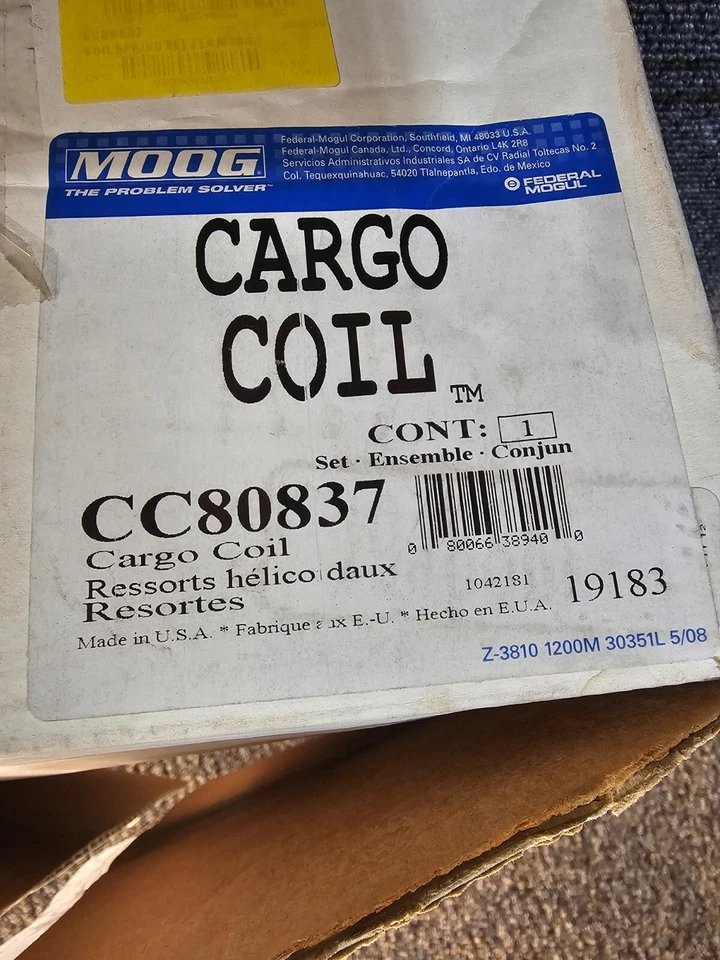 MOOG
THE PROBLEM SOLVER™
Federal-Mogul Corporation, Southfield, MI 48033 U.S.A.
Federal-Mogul Canada, Ltd., Concord, Ontario L4K 2R8
Servicios Administrativos Industriales SA de CV Radial Toltecas No. 2
Col. Tequexquinahuac, 54020 Tlalnepantla, Edo. de Mexico
FEDERAL
MOGUL
CARGO
COIL™
CONT: 1
Set · Ensemble · Conjun
CC80837
0 80066 38940 0
Cargo Coil
Ressorts hélico daux
Resortes
1042181
19183
Made in U.S.A. * Fabrique a ux E.-U. * Hecho en E.U.A.
Z-3810 1200M 30351L 5/08